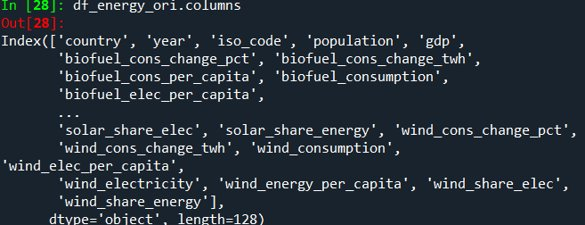 In [28]: df_energy_ori.columns
Out[28]:
Index(['country', 'year', 'iso_code', 'population', 'gdp',
       'biofuel_cons_change_pct', 'biofuel_cons_change_twh',
       'biofuel_cons_per_capita', 'biofuel_consumption',
       'biofuel_elec_per_capita',
       ...
       'solar_share_elec', 'solar_share_energy', 'wind_cons_change_pct',
       'wind_cons_change_twh', 'wind_consumption',
'wind_elec_per_capita',
       'wind_electricity', 'wind_energy_per_capita', 'wind_share_elec',
       'wind_share_energy'],
      dtype='object', length=128)